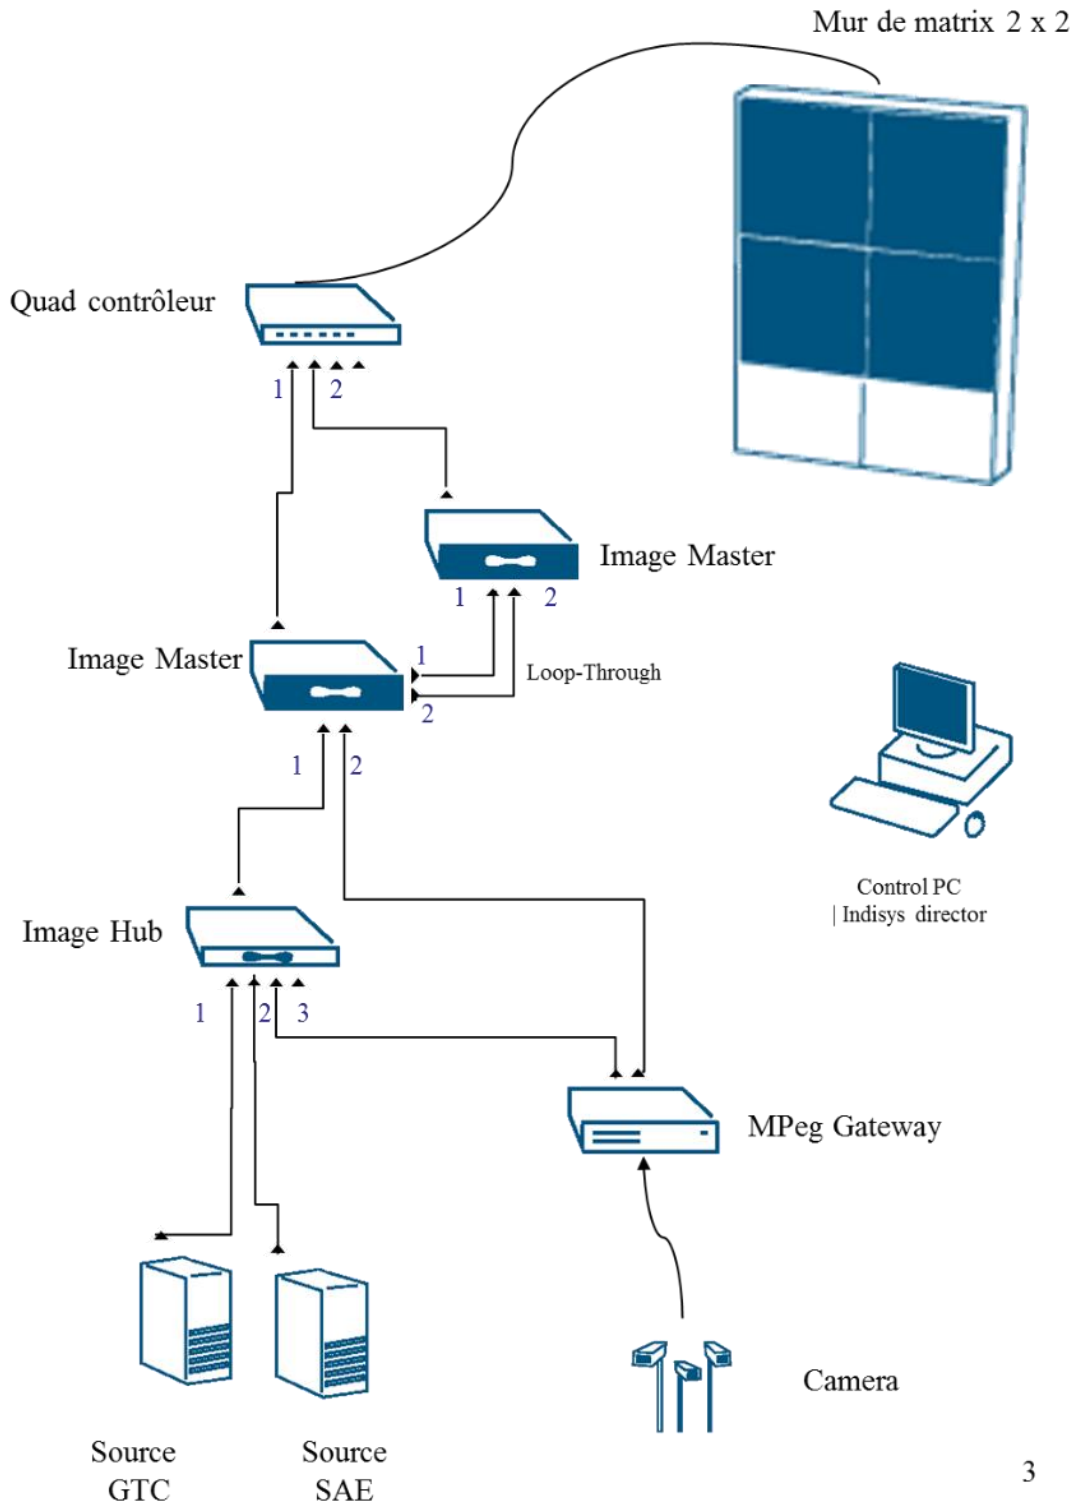 Mur de matrix 2 x 2
Quad contrôleur
1
2
Image Master
1
2
Image Master
1
Loop-Through
2
1
2
Control PC
| Indisys director
Image Hub
1
2
3
MPeg Gateway
Camera
Source
GTC
Source
SAE
3